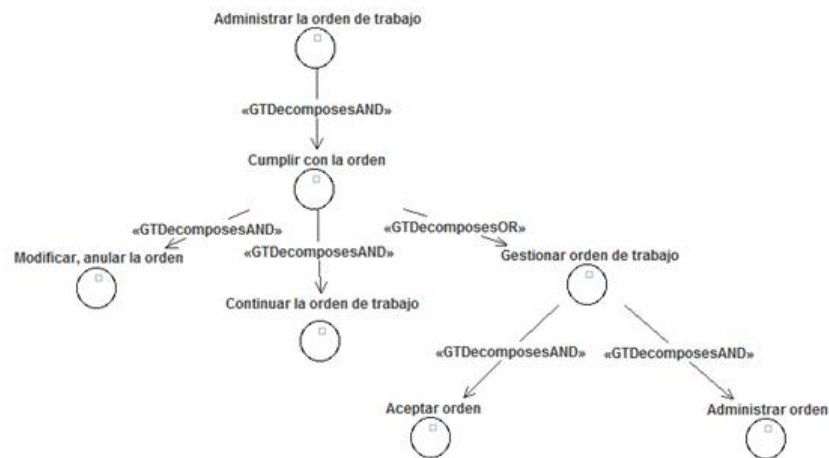 Administrar la orden de trabajo
«GTDecomposesAND»
Cumplir con la orden
«GTDecomposesAND»
«GTDecomposesOR»
«GTDecomposesAND»
Modificar, anular la orden
Gestionar orden de trabajo
Continuar la orden de trabajo
«GTDecomposesAND»
«GTDecomposesAND»
Aceptar orden
Administrar orden